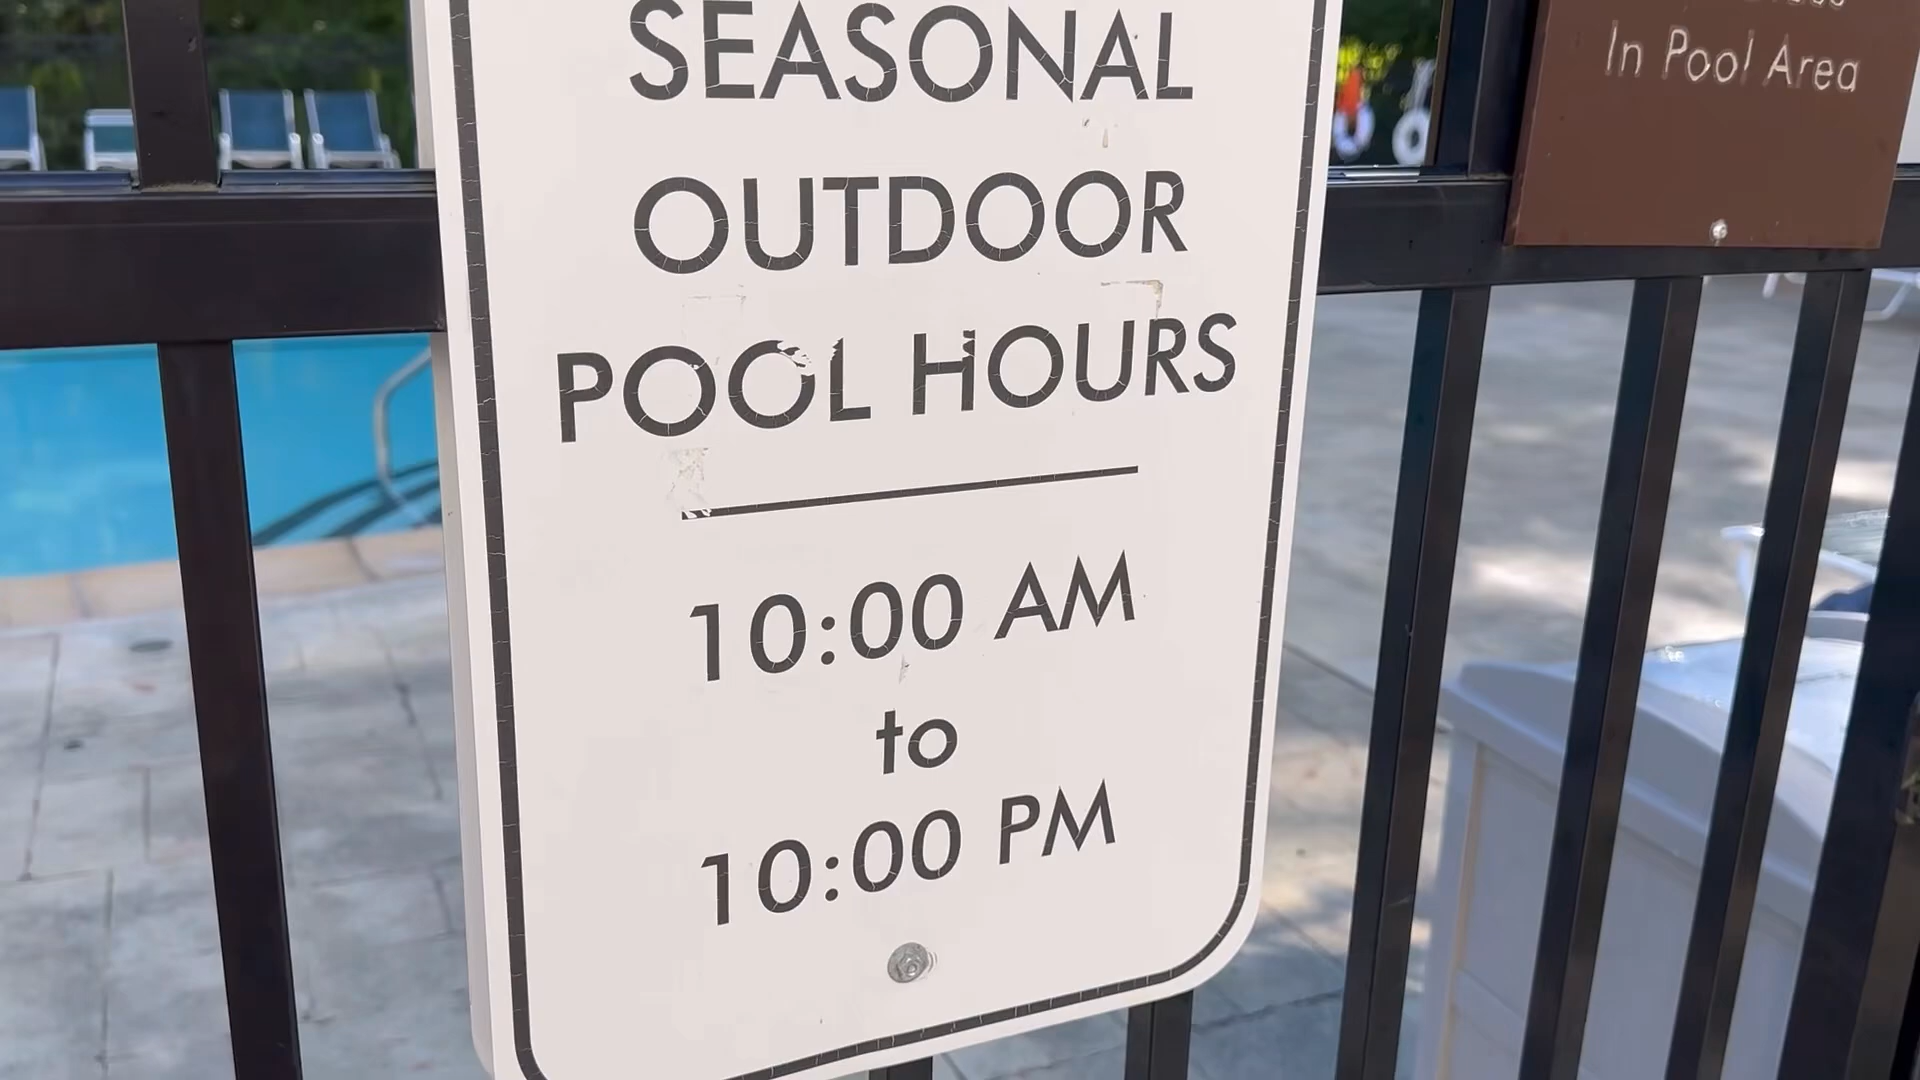 SEASONAL
OUTDOOR
POOL HOURS
10:00 AM
to
10:00 PM
In Pool Area